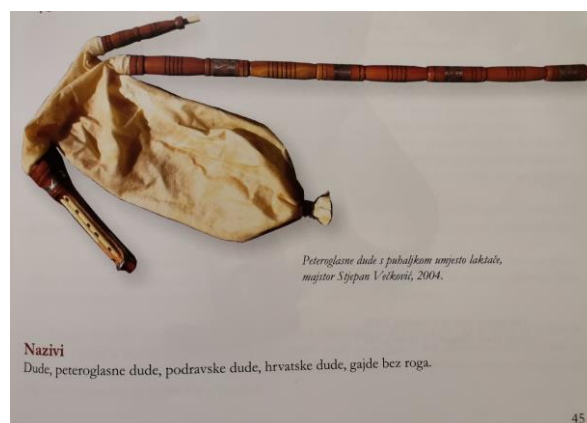 Peteroglasne dude s puhaljkom umjesto laktače,
majstor Stjepan Večković, 2004.
Nazivi
Dude, peteroglasne dude, podravske dude, hrvatske dude, gajde bez roga.
45